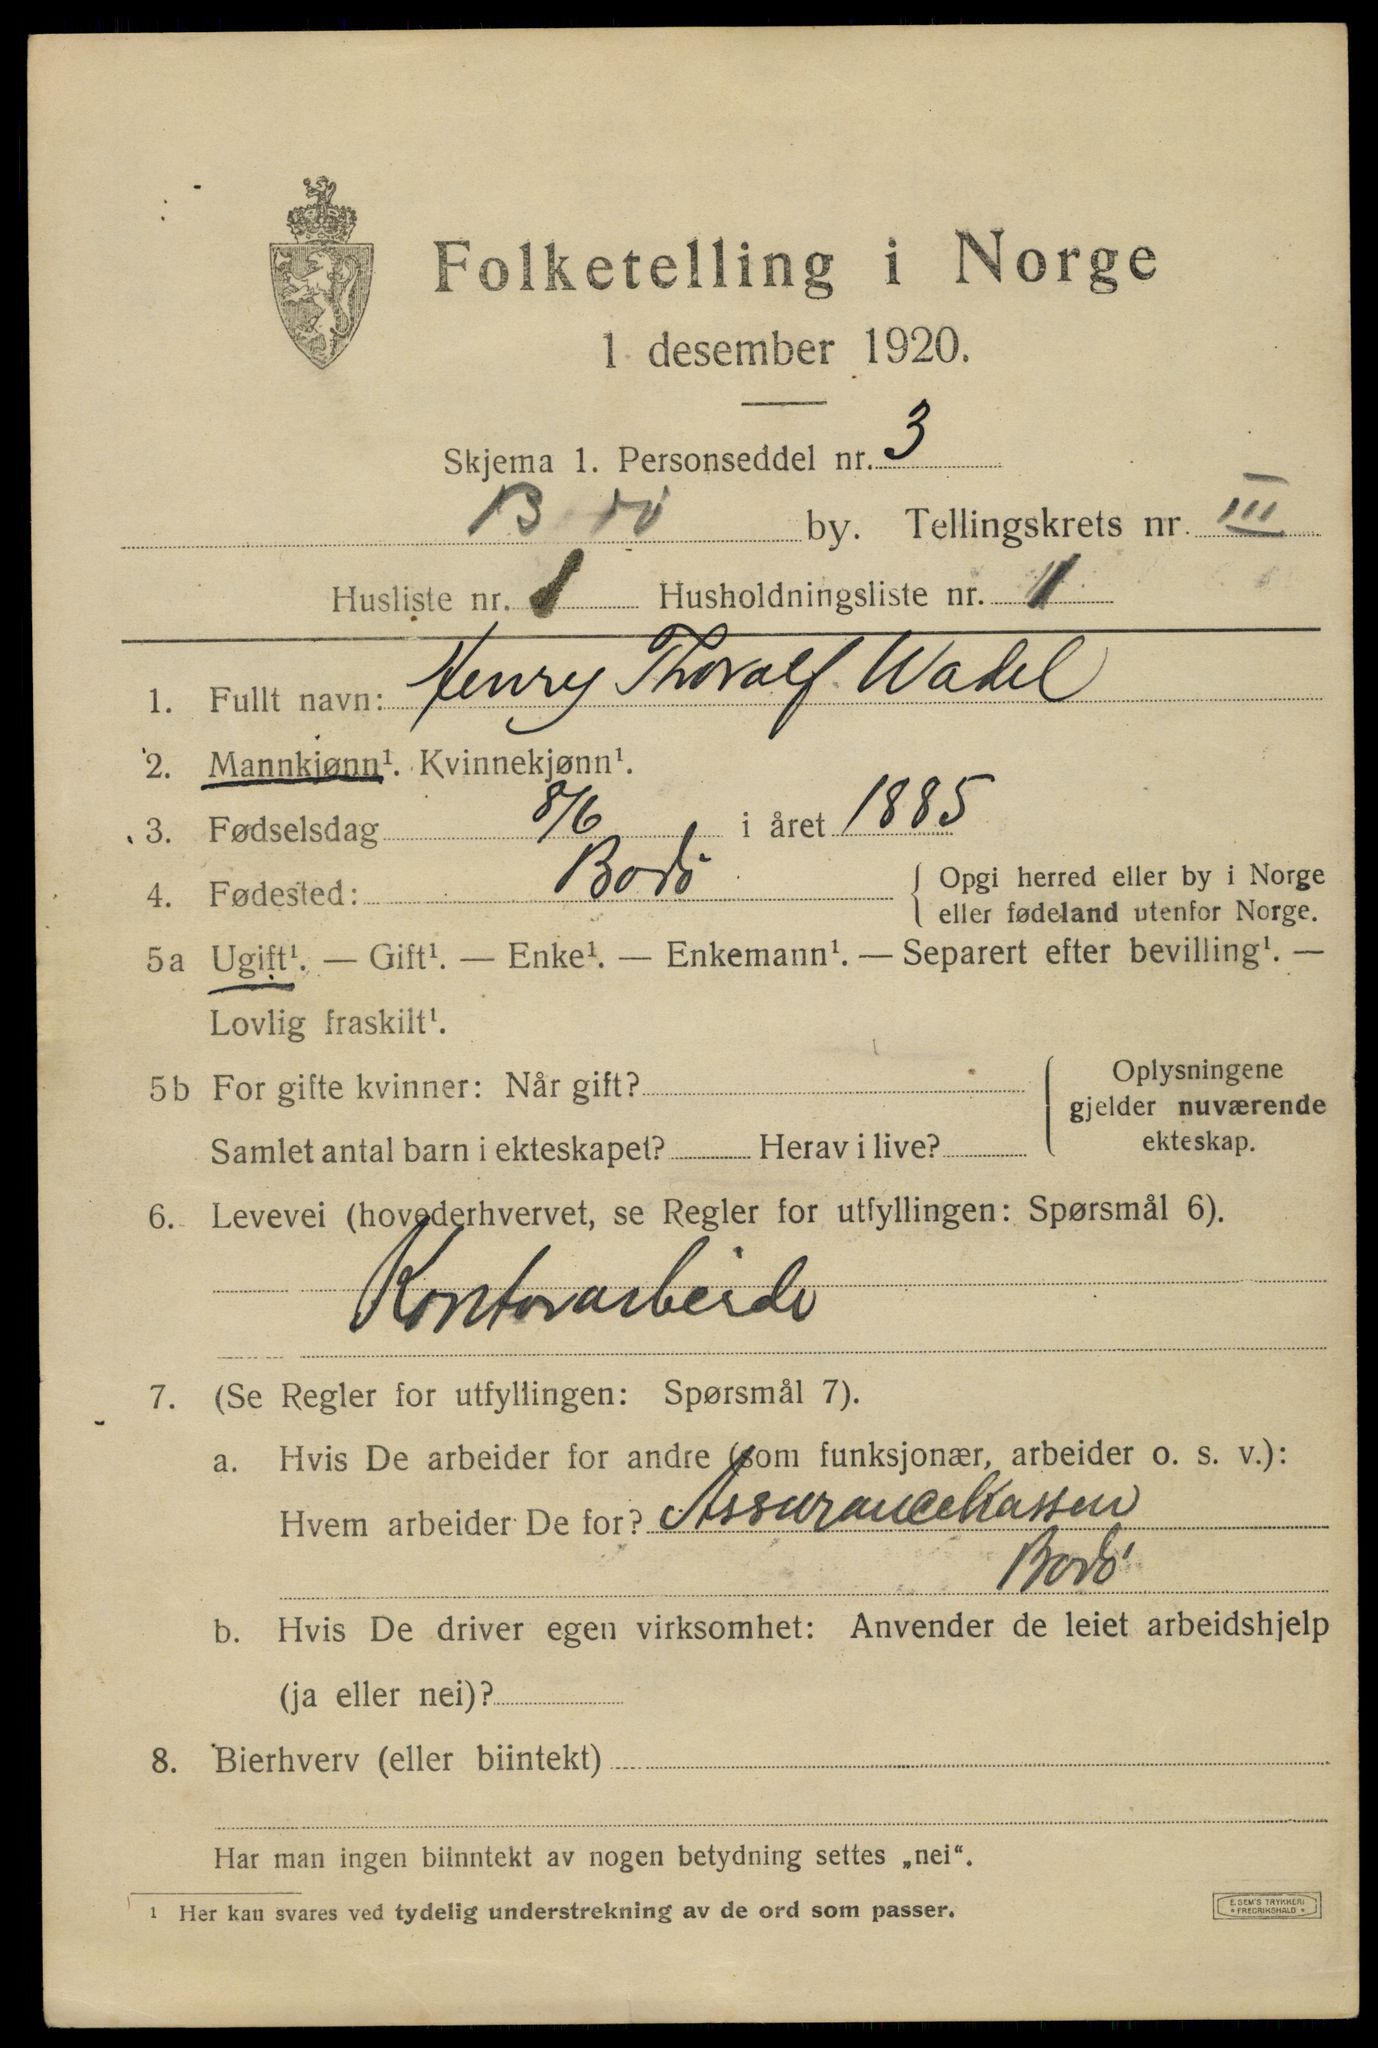 Folketelling i Norge
1 desember 1920.
Skjema 1. Personseddel nr. 3
Bodø by. Tellingskrets nr. III
Husliste nr. 1 Husholdningsliste nr. 1
1. Fullt navn: Henry Thoralf Wadel
2. Mannkjønn¹. Kvinnekjønn¹.
3. Fødselsdag 8/6 i året 1885
4. Fødested: Bodø { Opgi herred eller by i Norge
eller fødeland utenfor Norge.
5a Ugift¹. — Gift¹. — Enke¹. — Enkemann¹. — Separert efter bevilling¹. —
Lovlig fraskilt¹.
5b For gifte kvinner: Når gift?
Samlet antal barn i ekteskapet? Herav i live?
{ Oplysningene
gjelder nuværende
ekteskap.
6. Levevei (hovederhvervet, se Regler for utfyllingen: Spørsmål 6).
Kontorarbeide
7. (Se Regler for utfyllingen: Spørsmål 7).
a. Hvis De arbeider for andre (som funksjonær, arbeider o. s. v.):
Hvem arbeider De for? Assurancekassen
Bodø
b. Hvis De driver egen virksomhet: Anvender de leiet arbeidshjelp
(ja eller nei)?
8. Bierhverv (eller biintekt)
Har man ingen biinntekt av nogen betydning settes „nei“.
¹ Her kan svares ved tydelig understrekning av de ord som passer.
E. SEM'S TRYKKERI
* FREDRIKSHALD *